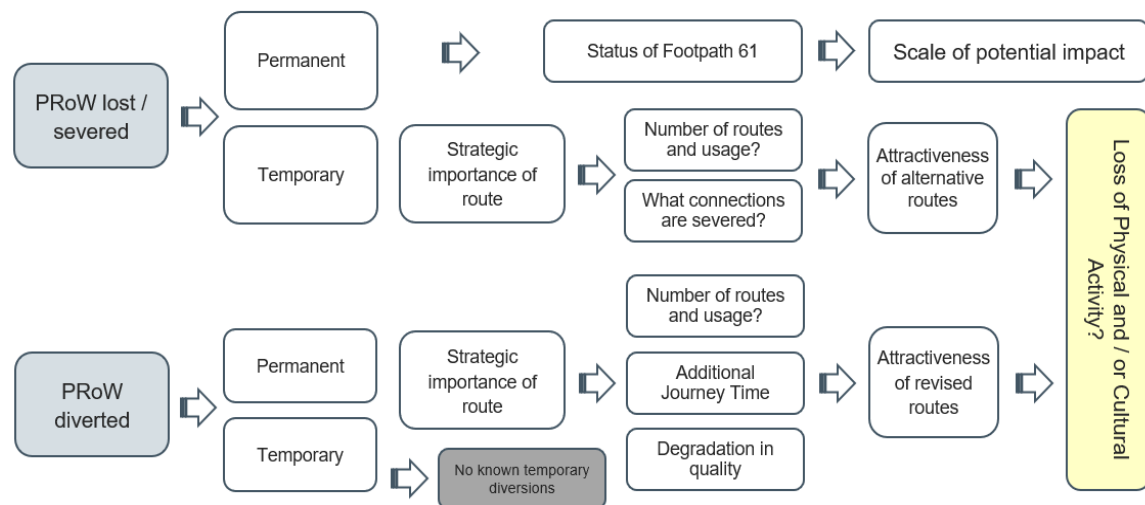 PRoW lost /
severed
Permanent
Status of Footpath 61
Scale of potential impact
Temporary
Strategic
importance of
route
Number of routes
and usage?
What connections
are severed?
Attractiveness
of alternative
routes
Loss of Physical and / or Cultural
Activity?
PRoW
diverted
Permanent
Temporary
Strategic
importance of
route
No known temporary
diversions
Number of routes
and usage?
Additional
Journey Time
Degradation in
quality
Attractiveness
of revised
routes